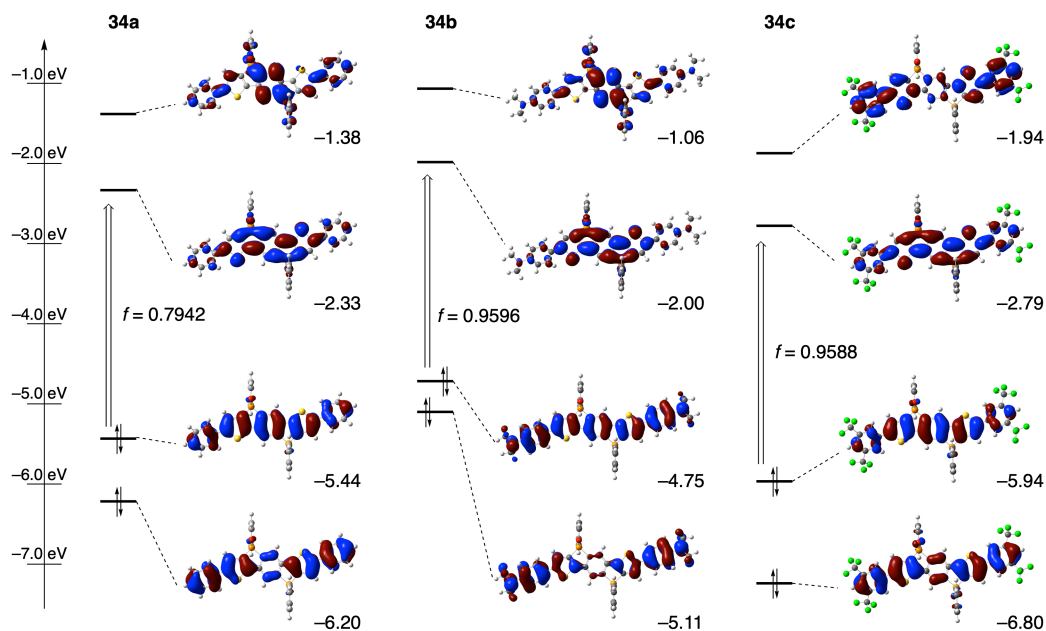 34a
34b
34c
–1.0 eV
–2.0 eV
–3.0 eV
–4.0 eV
–5.0 eV
–6.0 eV
–7.0 eV
–1.38
–2.33
f = 0.7942
–5.44
–6.20
–1.06
–2.00
f = 0.9596
–4.75
–5.11
–1.94
–2.79
f = 0.9588
–5.94
–6.80